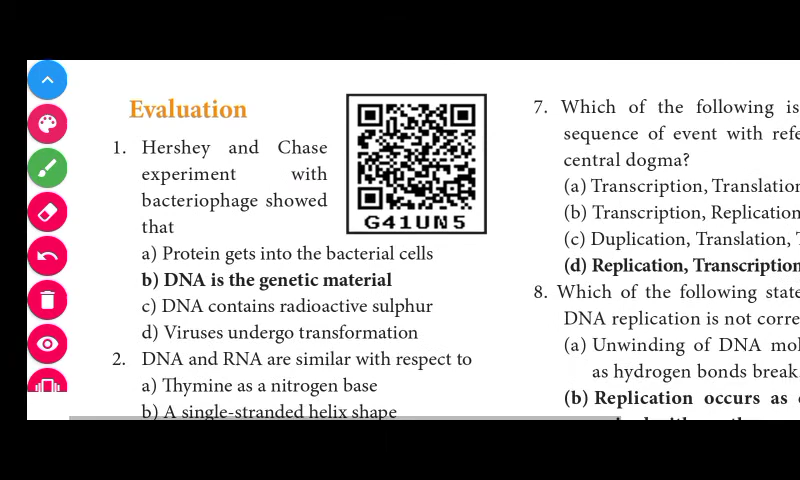 Evaluation
1. Hershey and Chase
experiment with
bacteriophage showed
that
a) Protein gets into the bacterial cells
b) DNA is the genetic material
c) DNA contains radioactive sulphur
d) Viruses undergo transformation
2. DNA and RNA are similar with respect to
a) Thymine as a nitrogen base
b) A single-stranded helix shape
G41UN5
7. Which of the following is
sequence of event with refe
central dogma?
(a) Transcription, Translation
(b) Transcription, Replication
(c) Duplication, Translation, T
(d) Replication, Transcription
8. Which of the following state
DNA replication is not corre
(a) Unwinding of DNA mol
as hydrogen bonds break
(b) Replication occurs as